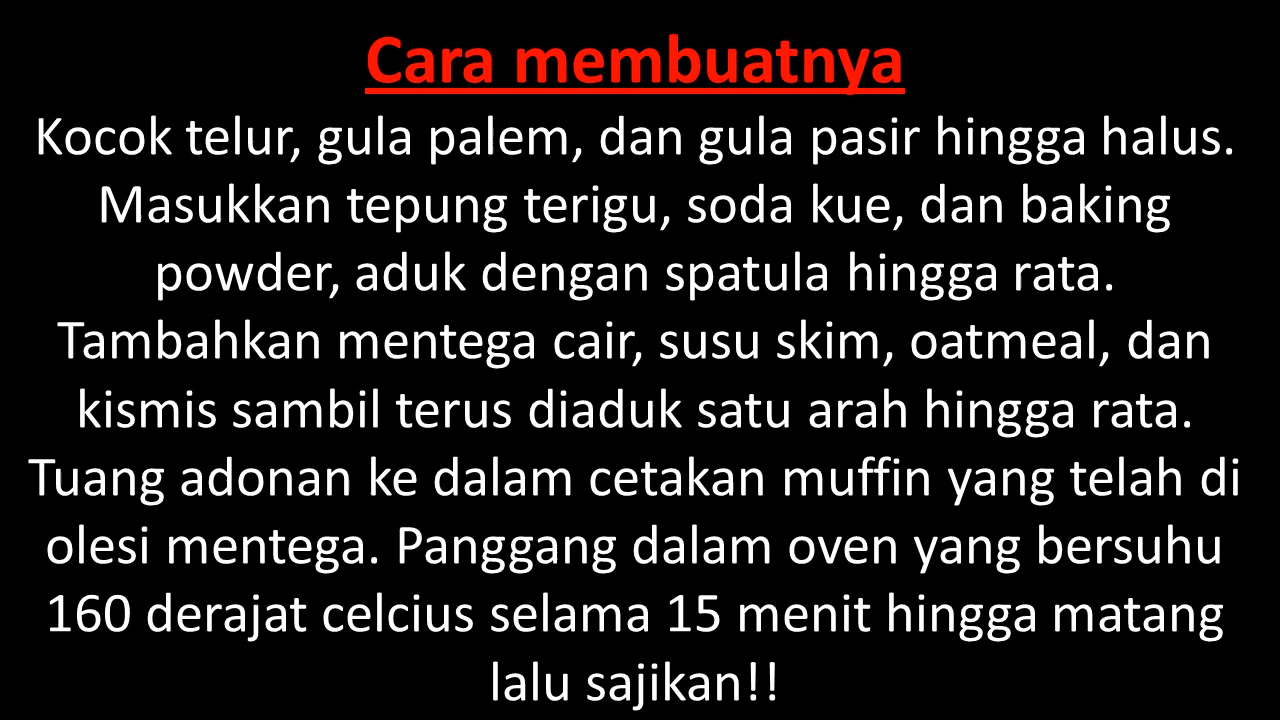 Cara membuatnya
Kocok telur, gula palem, dan gula pasir hingga halus.
Masukkan tepung terigu, soda kue, dan baking
powder, aduk dengan spatula hingga rata.
Tambahkan mentega cair, susu skim, oatmeal, dan
kismis sambil terus diaduk satu arah hingga rata.
Tuang adonan ke dalam cetakan muffin yang telah di
olesi mentega. Panggang dalam oven yang bersuhu
160 derajat celcius selama 15 menit hingga matang
lalu sajikan!!